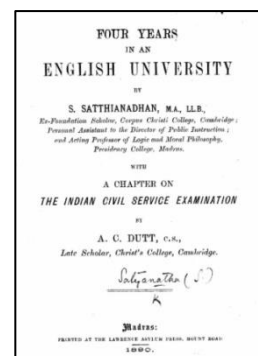 FOUR YEARS
IN AN
ENGLISH UNIVERSITY
BY
S. SATTHIANADHAN, M.A., LL.B.,
Ex-Foundation Scholar, Corpus Christi College, Cambridge;
Personal Assistant to the Director of Public Instruction;
and Acting Professor of Logic and Moral Philosophy,
Presidency College, Madras.
WITH
A CHAPTER ON
THE INDIAN CIVIL SERVICE EXAMINATION
BY
A. C. DUTT, C.S.,
Late Scholar, Christ's College, Cambridge.
Satyanatha (S.)
Madras:
PRINTED AT THE LAWRENCE ASYLUM PRESS, MOUNT ROAD
1890.